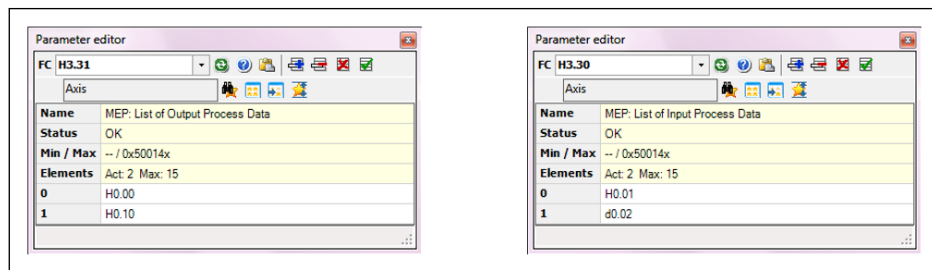 Parameter editor
FC H3.31
Axis
Name MEP: List of Output Process Data
Status OK
Min / Max -- / 0x50014x
Elements Act: 2 Max: 15
0 H0.00
1 H0.10
Parameter editor
FC H3.30
Axis
Name MEP: List of Input Process Data
Status OK
Min / Max -- / 0x50014x
Elements Act: 2 Max: 15
0 H0.01
1 d0.02